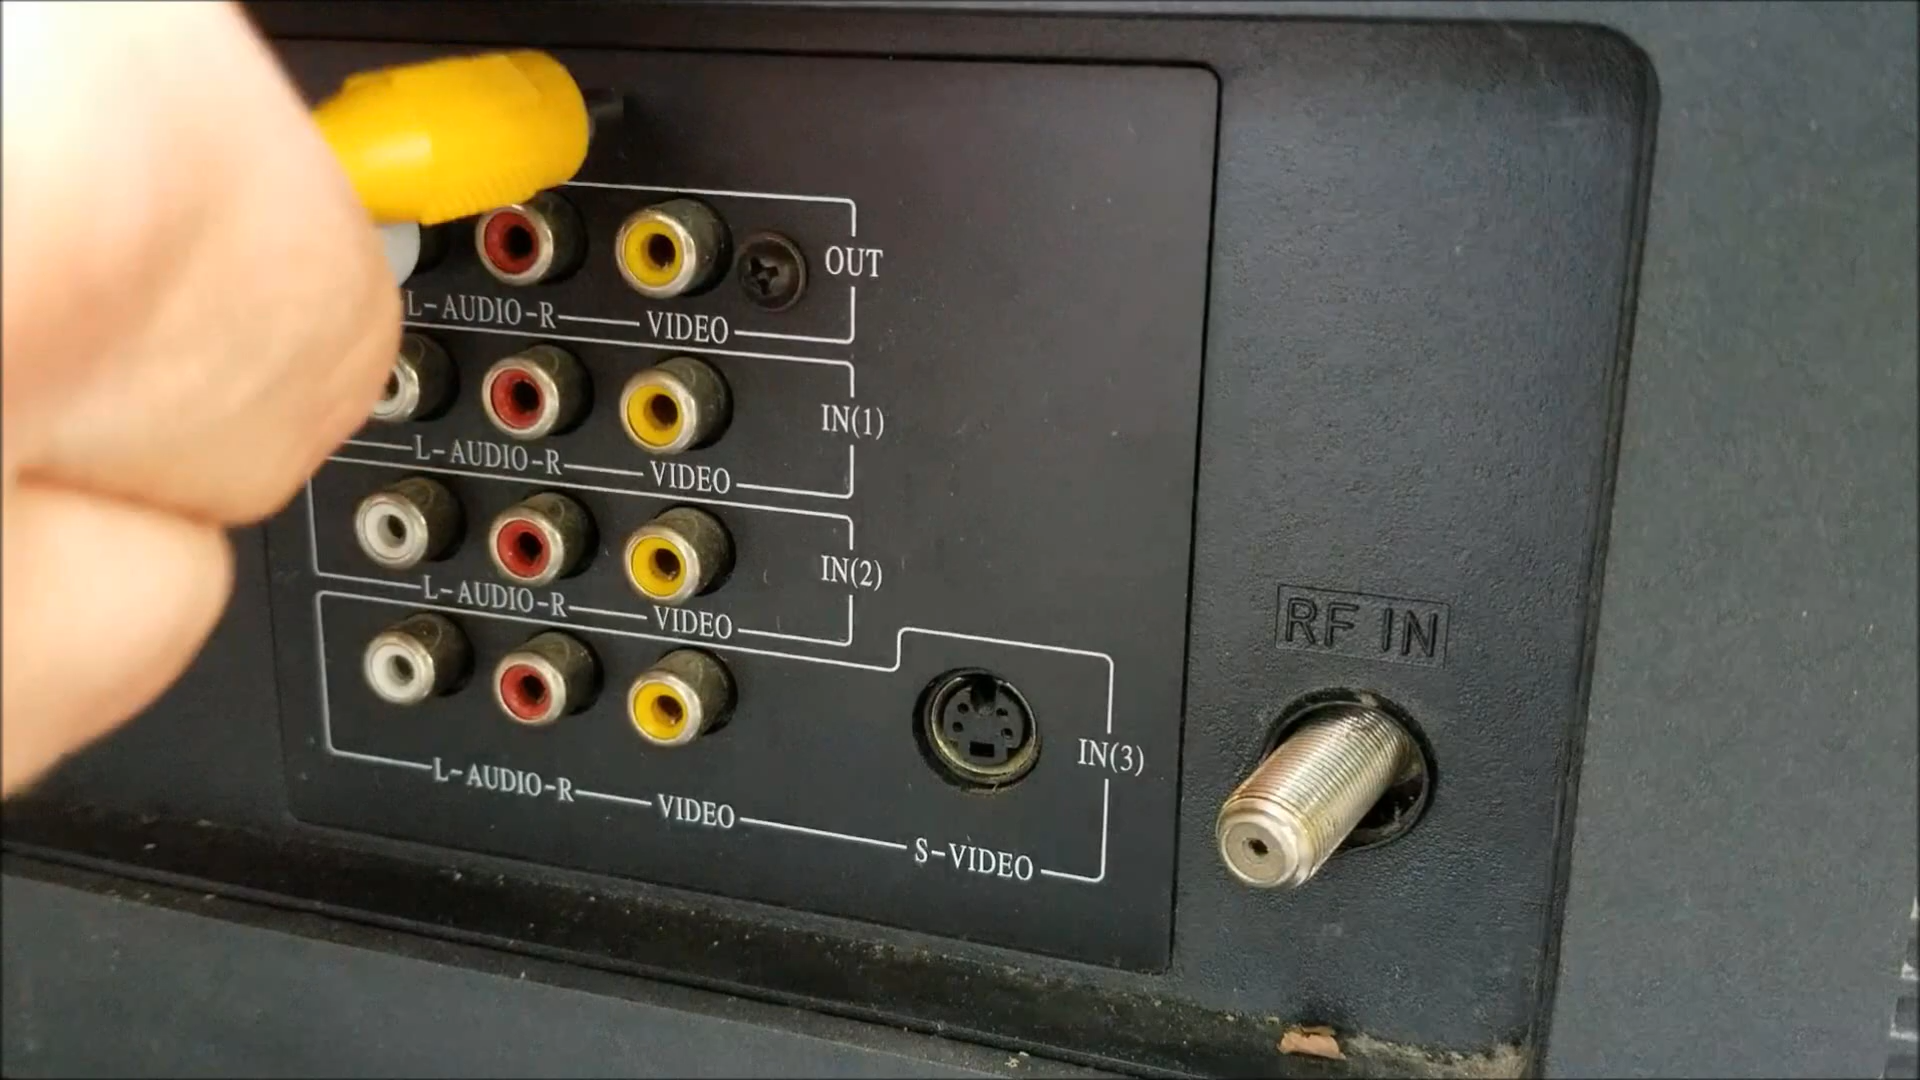 OUT
L-AUDIO-R VIDEO
IN(1)
L-AUDIO-R VIDEO
IN(2)
L-AUDIO-R VIDEO
RF IN
IN(3)
L-AUDIO-R VIDEO S-VIDEO